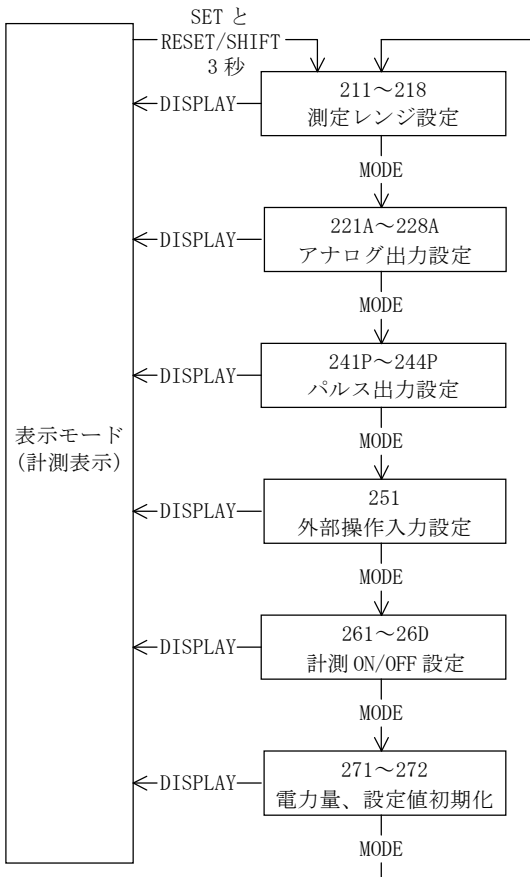 SET と
RESET/SHIFT
3 秒
211～218
測定レンジ設定
DISPLAY
MODE
221A～228A
アナログ出力設定
DISPLAY
MODE
241P～244P
パルス出力設定
DISPLAY
MODE
表示モード
(計測表示)
251
外部操作入力設定
DISPLAY
MODE
261～26D
計測 ON/OFF 設定
DISPLAY
MODE
271～272
電力量、設定値初期化
DISPLAY
MODE